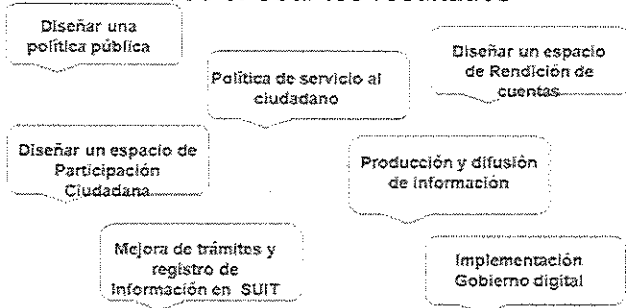 Diseñar una
política pública
Política de servicio al
ciudadano
Diseñar un espacio
de Rendición de
cuentas
Diseñar un espacio de
Participación
Ciudadana
Producción y difusión
de información
Mejora de trámites y
registro de
Información en SUIT
Implementación
Gobierno digital